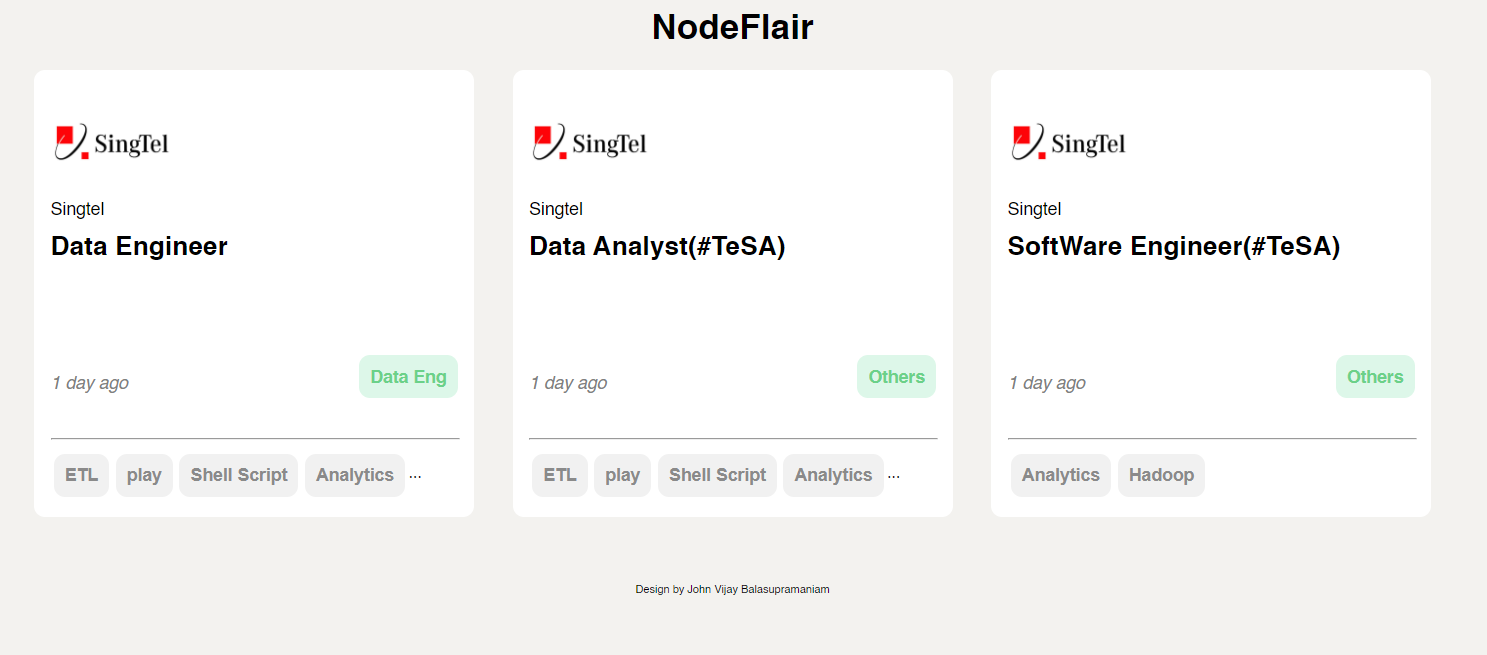 NodeFlair
SingTel
Singtel
Data Engineer
1 day ago
Data Eng
ETL play Shell Script Analytics ...
SingTel
Singtel
Data Analyst(#TeSA)
1 day ago
Others
ETL play Shell Script Analytics ...
SingTel
Singtel
SoftWare Engineer(#TeSA)
1 day ago
Others
Analytics Hadoop
Design by John Vijay Balasupramaniam